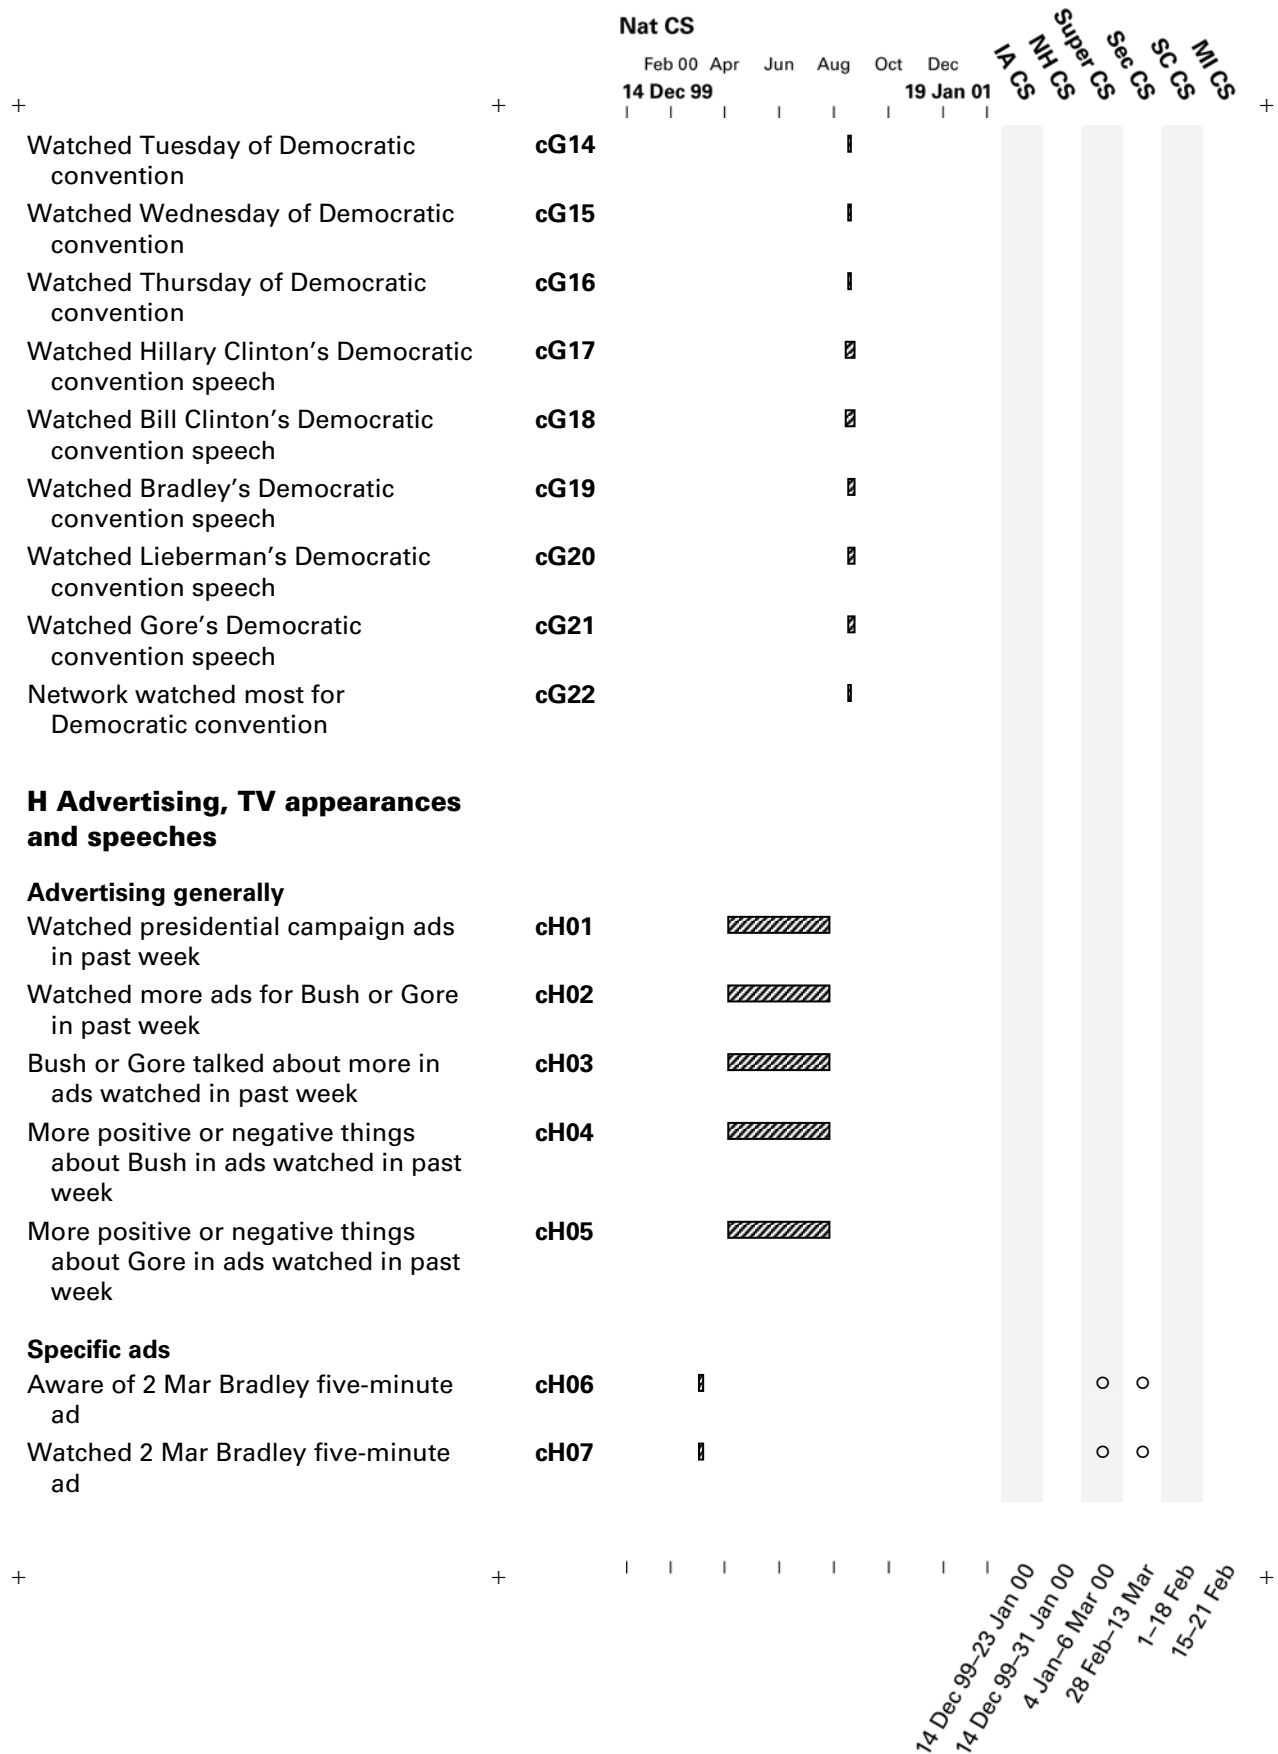 Nat CS
Feb 00 Apr Jun Aug Oct Dec
14 Dec 99 19 Jan 01
IA CS NH CS Super CS Sec CS SC CS MI CS
Watched Tuesday of Democratic cG14
convention
Watched Wednesday of Democratic cG15
convention
Watched Thursday of Democratic cG16
convention
Watched Hillary Clinton's Democratic cG17
convention speech
Watched Bill Clinton's Democratic cG18
convention speech
Watched Bradley's Democratic cG19
convention speech
Watched Lieberman's Democratic cG20
convention speech
Watched Gore's Democratic cG21
convention speech
Network watched most for cG22
Democratic convention
H Advertising, TV appearances
and speeches
Advertising generally
Watched presidential campaign ads cH01
in past week
Watched more ads for Bush or Gore cH02
in past week
Bush or Gore talked about more in cH03
ads watched in past week
More positive or negative things cH04
about Bush in ads watched in past
week
More positive or negative things cH05
about Gore in ads watched in past
week
Specific ads
Aware of 2 Mar Bradley five-minute cH06
ad
Watched 2 Mar Bradley five-minute cH07
ad
14 Dec 99–23 Jan 00
14 Dec 99–31 Jan 00
4 Jan–6 Mar 00
28 Feb–13 Mar
1–18 Feb
15–21 Feb